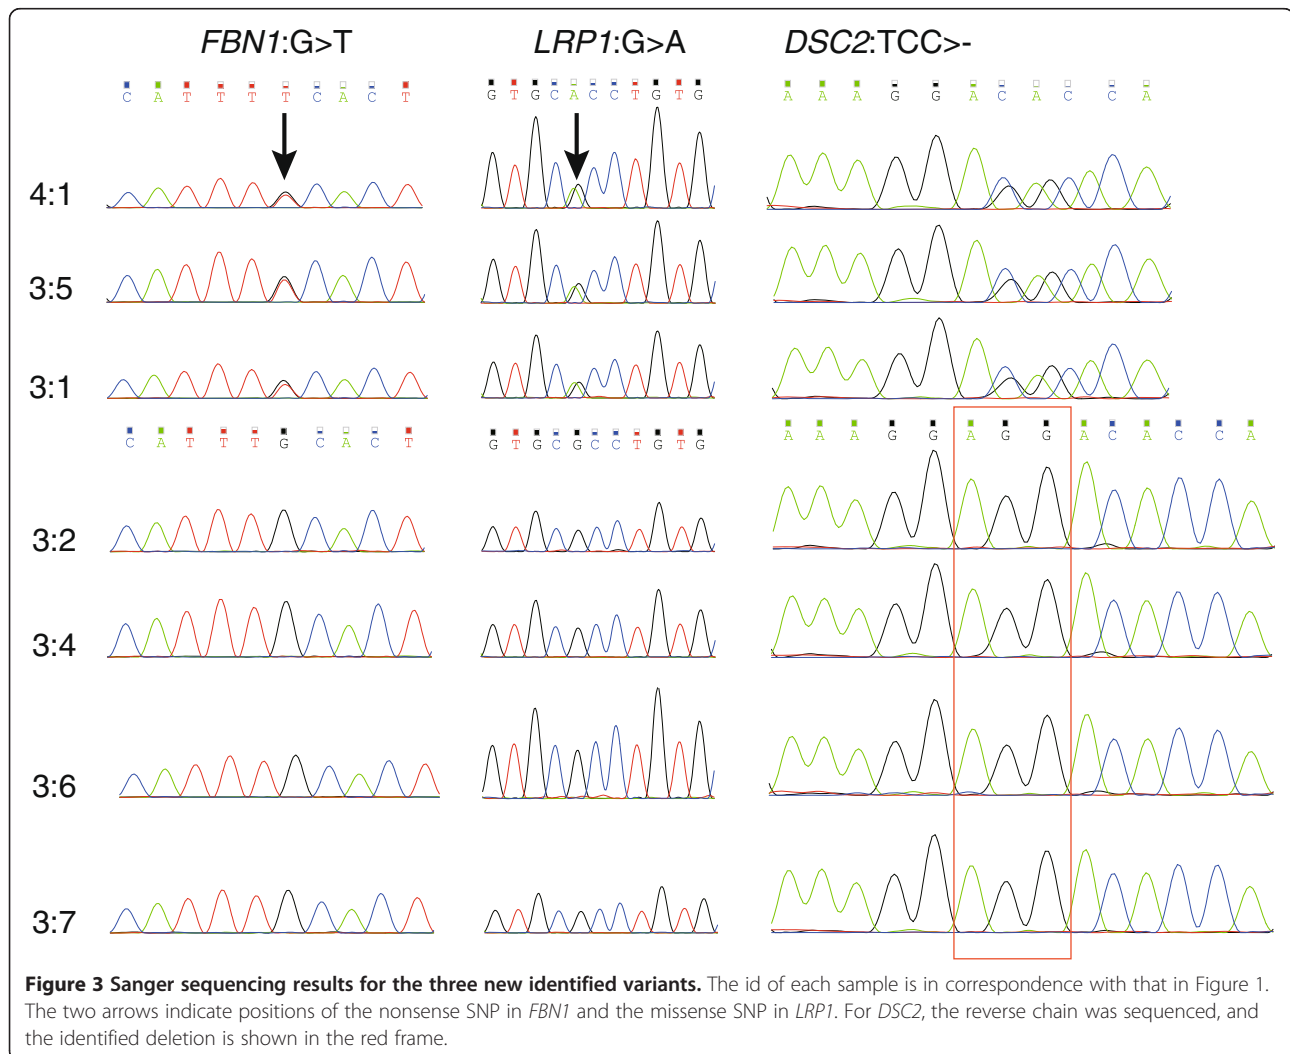 FBN1:G>T LRP1:G>A DSC2:TCC>-
C A T T T T C A C T G T G C A C C T G T G A A A G G A C A C C A
4:1
3:5
3:1
C A T T T G C A C T G T G C G C C T G T G A A A G G A G G A C A C C A
3:2
3:4
3:6
3:7
Figure 3 Sanger sequencing results for the three new identified variants. The id of each sample is in correspondence with that in Figure 1.
The two arrows indicate positions of the nonsense SNP in FBN1 and the missense SNP in LRP1. For DSC2, the reverse chain was sequenced, and
the identified deletion is shown in the red frame.